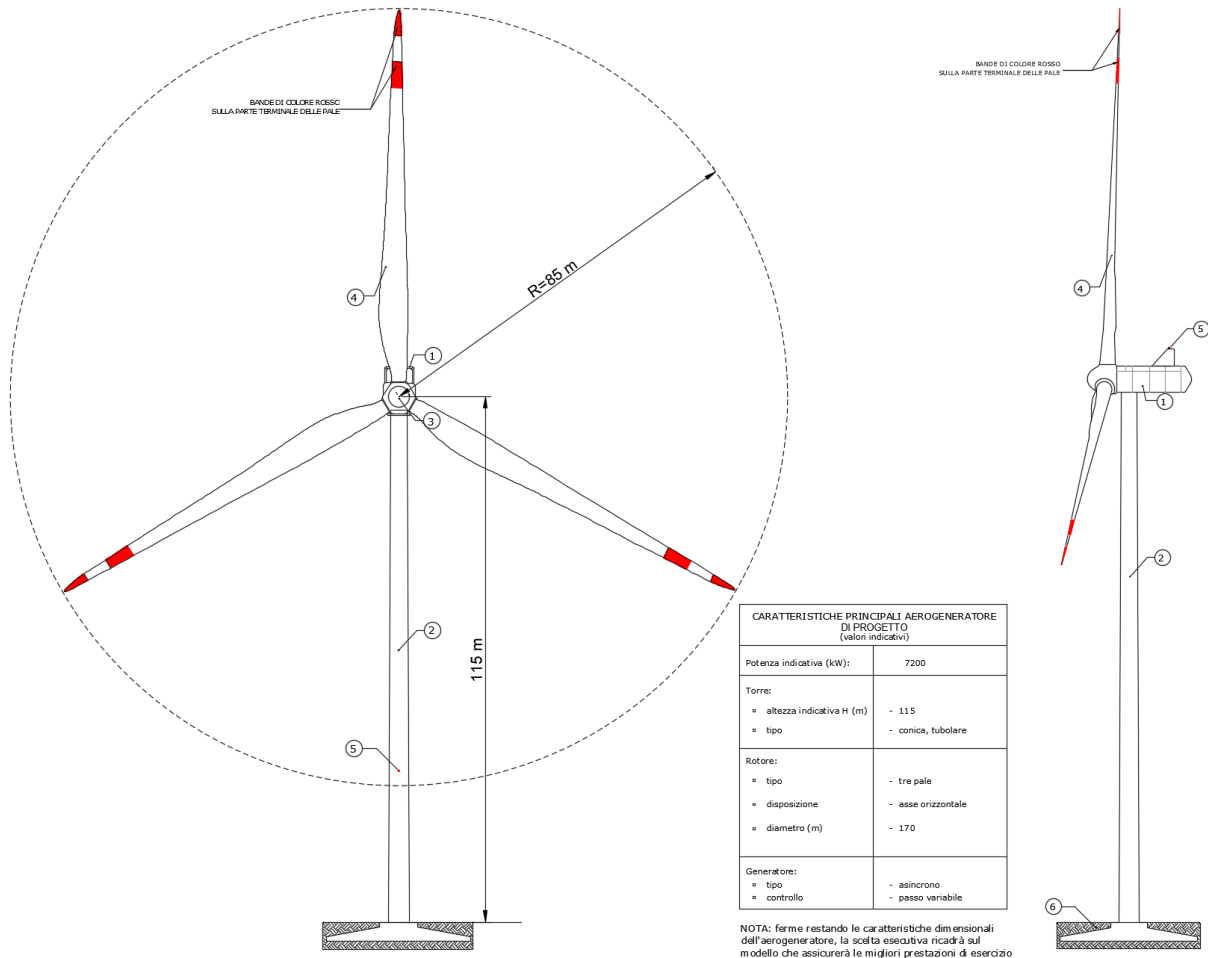 BANDE DI COLORE ROSSO
SULLA PARTE TERMINALE DELLE PALE
R=85 m
4
1
3
2
115 m
5
BANDE DI COLORE ROSSO
SULLA PARTE TERMINALE DELLE PALE
4
5
1
2
6
CARATTERISTICHE PRINCIPALI AEROGENERATORE
DI PROGETTO
(valori indicativi)
Potenza indicativa (kW): 7200
Torre:
altezza indicativa H (m) - 115
tipo - conica, tubolare
Rotore:
tipo - tre pale
disposizione - asse orizzontale
diametro (m) - 170
Generatore:
tipo - asincrono
controllo - passo variabile
NOTA: ferme restando le caratteristiche dimensionali
dell'aerogeneratore, la scelta esecutiva ricadrà sul
modello che assicurerà le migliori prestazioni di esercizio